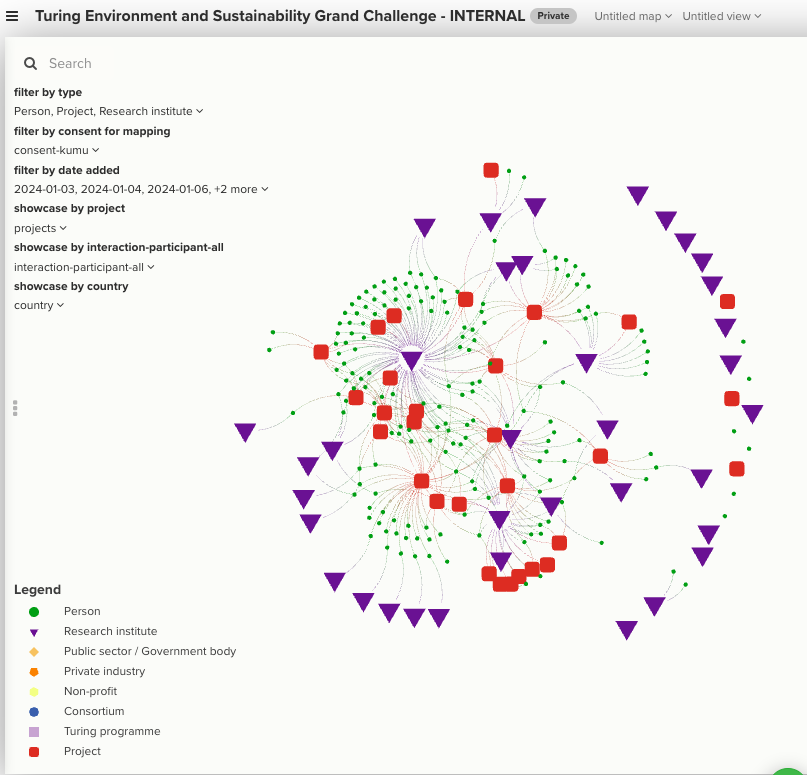 Turing Environment and Sustainability Grand Challenge - INTERNAL Private Untitled map Untitled view
Search
filter by type
Person, Project, Research institute
filter by consent for mapping
consent-kumu
filter by date added
2024-01-03, 2024-01-04, 2024-01-06, +2 more
showcase by project
projects
showcase by interaction-participant-all
interaction-participant-all
showcase by country
country
Legend
Person
Research institute
Public sector / Government body
Private industry
Non-profit
Consortium
Turing programme
Project